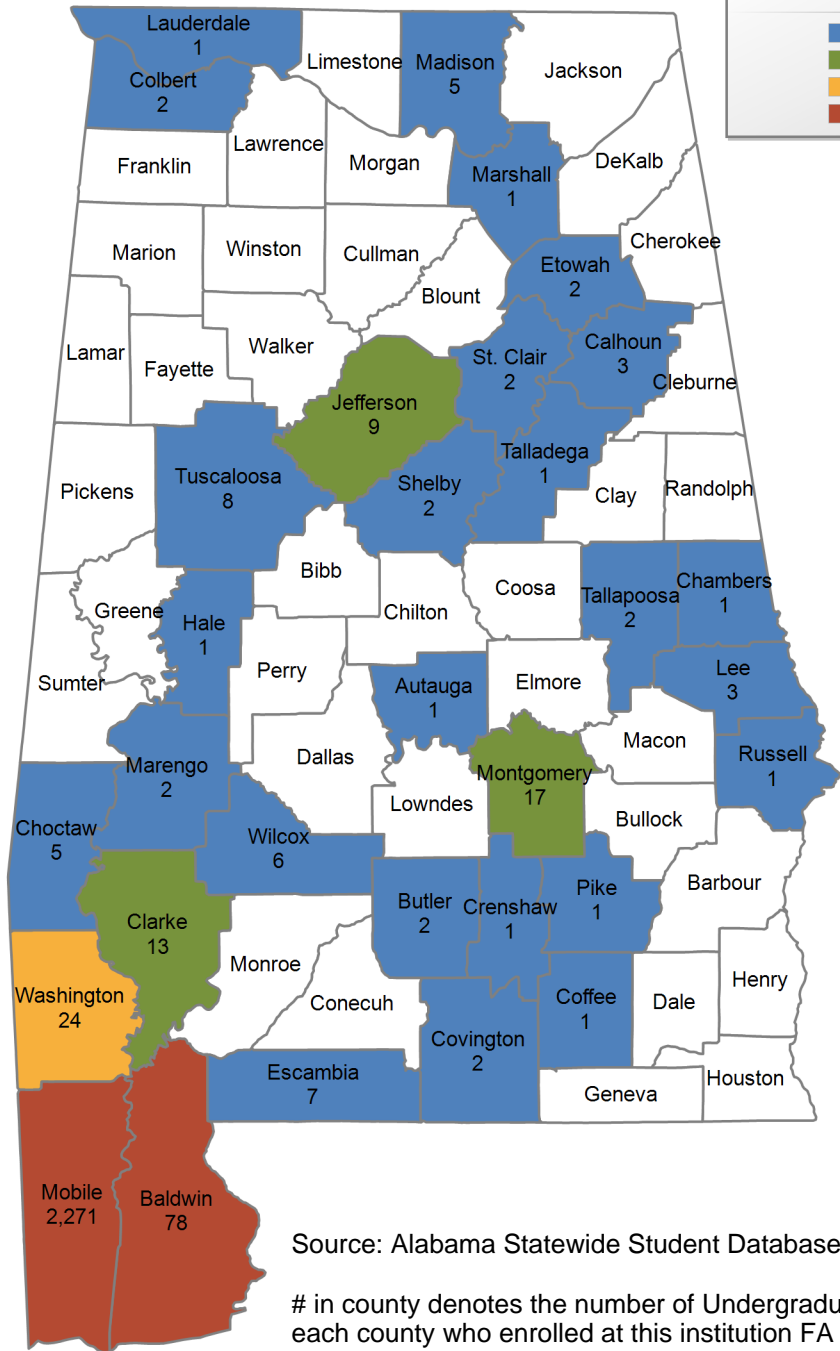 Lauderdale
1
Limestone
Madison
5
Jackson
Colbert
2
Lawrence
Franklin
Morgan
DeKalb
Marshall
1
Marion
Winston
Cullman
Cherokee
Etowah
2
Blount
Lamar
Fayette
Walker
St. Clair
2
Calhoun
3
Cleburne
Jefferson
9
Talladega
1
Tuscaloosa
8
Shelby
2
Pickens
Clay
Randolph
Bibb
Coosa
Chilton
Tallapoosa
2
Chambers
1
Greene
Hale
1
Perry
Sumter
Autauga
1
Elmore
Lee
3
Macon
Russell
1
Marengo
2
Dallas
Montgomery
17
Lowndes
Bullock
Choctaw
5
Wilcox
6
Barbour
Butler
2
Crenshaw
1
Pike
1
Clarke
13
Monroe
Henry
Conecuh
Washington
24
Coffee
1
Dale
Covington
2
Escambia
7
Geneva
Houston
Mobile
2,271
Baldwin
78
Source: Alabama Statewide Student Database
# in county denotes the number of Undergradu
each county who enrolled at this institution FA